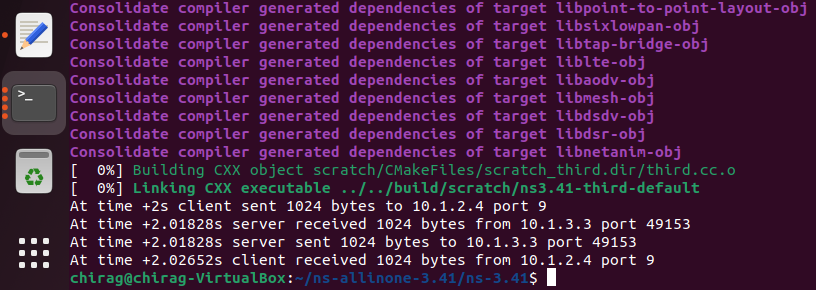 Consolidate compiler generated dependencies of target libpoint-to-point-layout-obj
Consolidate compiler generated dependencies of target libsixlowpan-obj
Consolidate compiler generated dependencies of target libtap-bridge-obj
Consolidate compiler generated dependencies of target liblte-obj
Consolidate compiler generated dependencies of target libaodv-obj
Consolidate compiler generated dependencies of target libmesh-obj
Consolidate compiler generated dependencies of target libdsdv-obj
Consolidate compiler generated dependencies of target libdsr-obj
Consolidate compiler generated dependencies of target libnetanim-obj
[  0%] Building CXX object scratch/CMakeFiles/scratch_third.dir/third.cc.o
[  0%] Linking CXX executable ../../build/scratch/ns3.41-third-default
At time +2s client sent 1024 bytes to 10.1.2.4 port 9
At time +2.01828s server received 1024 bytes from 10.1.3.3 port 49153
At time +2.01828s server sent 1024 bytes to 10.1.3.3 port 49153
At time +2.02652s client received 1024 bytes from 10.1.2.4 port 9
chirag@chirag-VirtualBox:~/ns-allinone-3.41/ns-3.41$